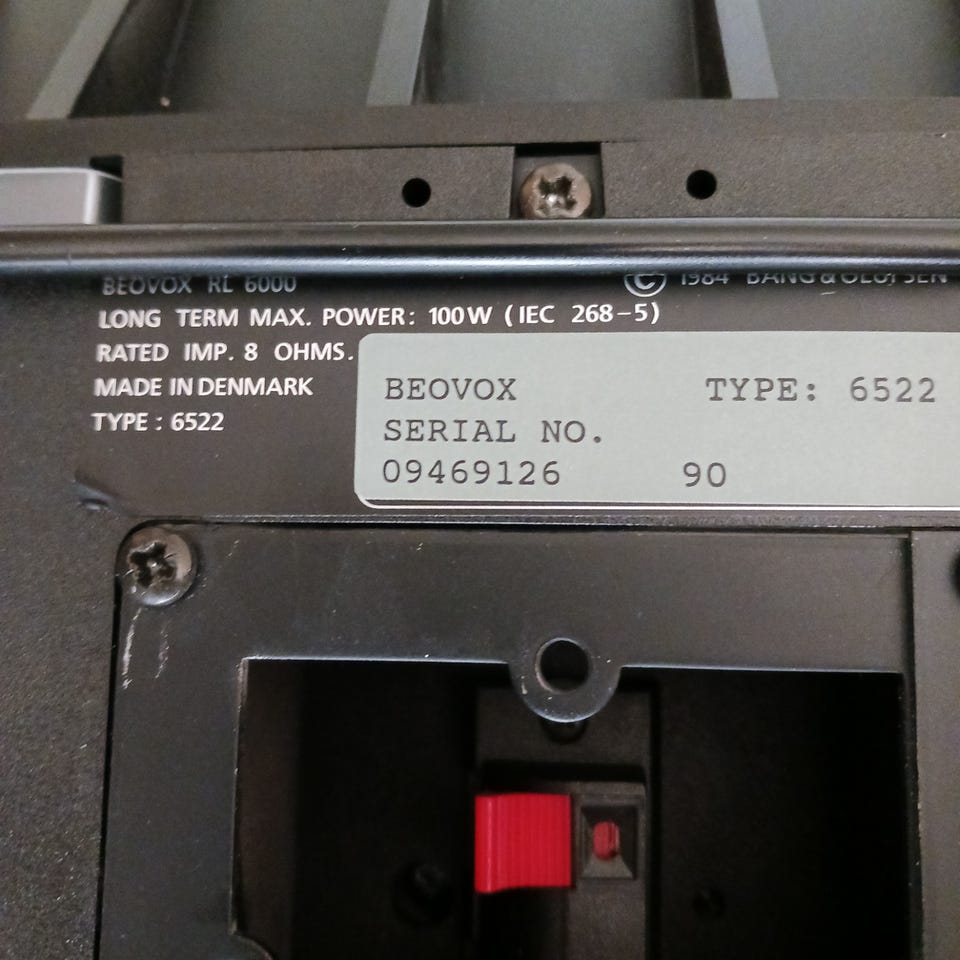 BEOVOX RL 6000
© 1984 BANG & OLUFSEN
LONG TERM MAX. POWER: 100W (IEC 268-5)
RATED IMP. 8 OHMS.
MADE IN DENMARK
TYPE: 6522
BEOVOX TYPE: 6522
SERIAL NO.
09469126 90